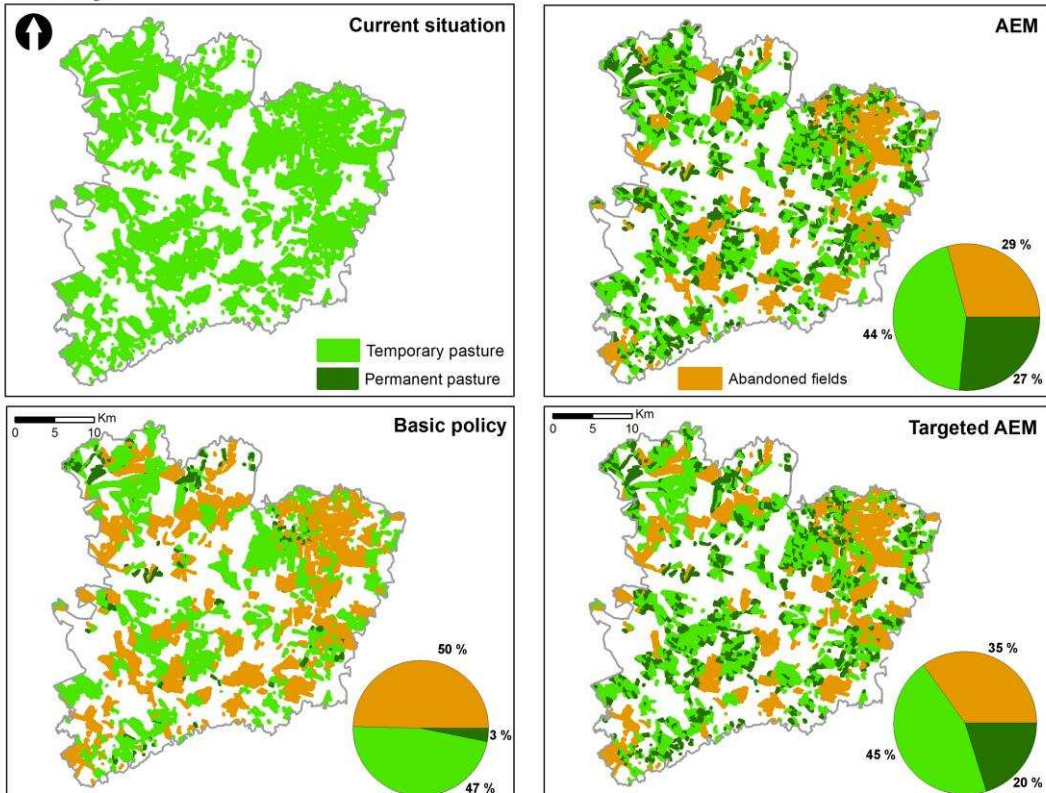 Current situation
Temporary pasture
Permanent pasture
AEM
29 %
44 %
27 %
Abandoned fields
Km
0 5 10
Basic policy
50 %
3 %
47 %
Km
0 5 10
Targeted AEM
35 %
45 %
20 %